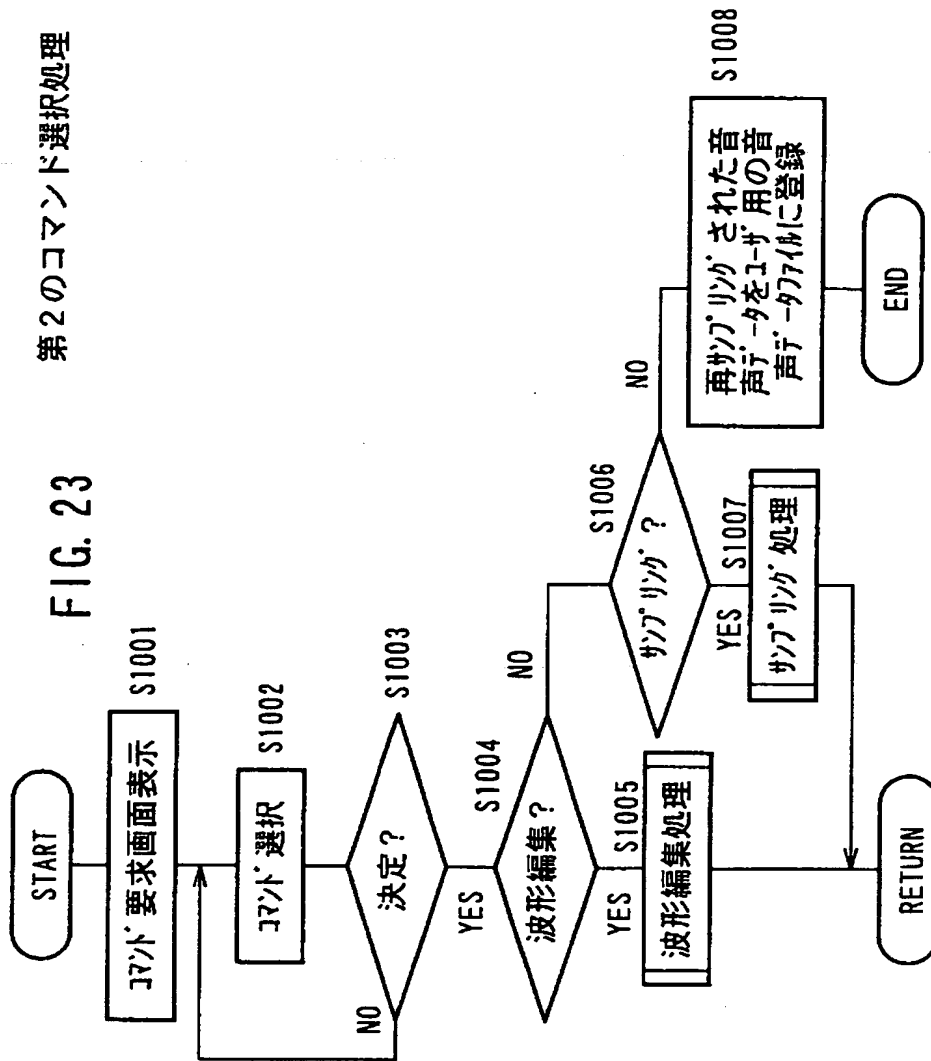 FIG. 23
第2のコマンド選択処理
START
コマンド要求画面表示
S1001
コマンド選択
S1002
決定?
S1003
NO
YES
波形編集?
S1004
NO
YES
波形編集処理
S1005
サンプリング?
S1006
NO
YES
サンプリング処理
S1007
再サンプリングされた音
声データをユーザ用の音
声データファイルに登録
S1008
RETURN
END